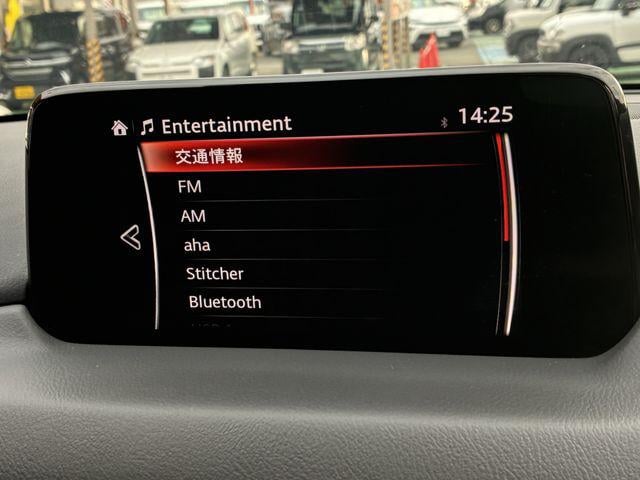 Entertainment
14:25
交通情報
FM
AM
aha
Stitcher
Bluetooth